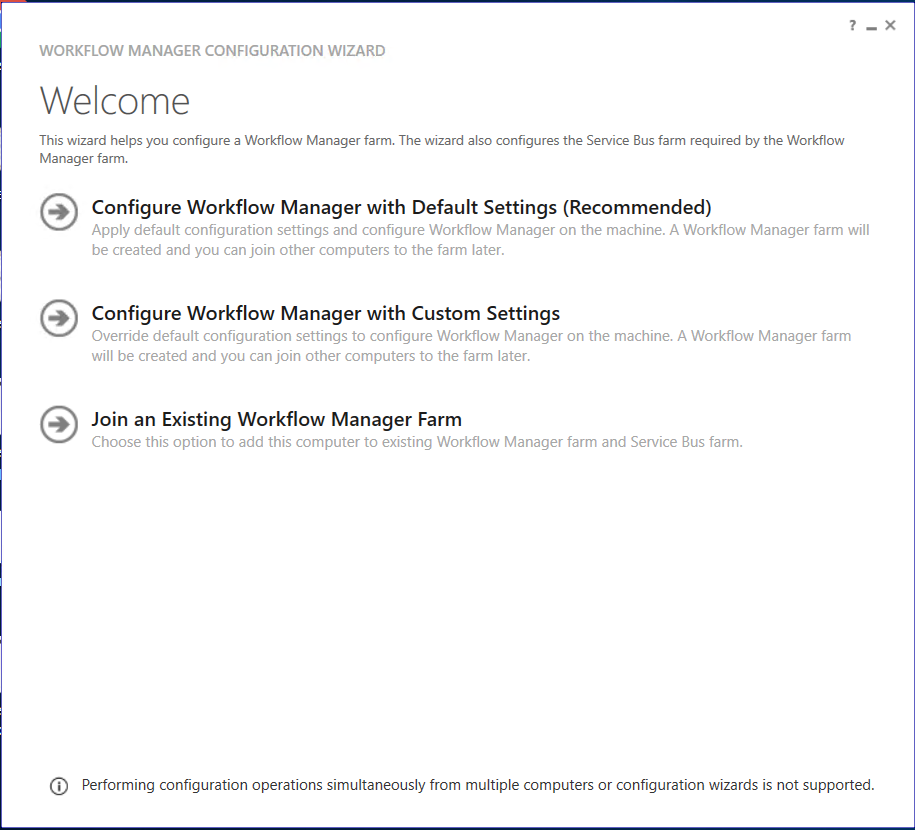 ?
WORKFLOW MANAGER CONFIGURATION WIZARD
Welcome
This wizard helps you configure a Workflow Manager farm. The wizard also configures the Service Bus farm required by the Workflow
Manager farm.
Configure Workflow Manager with Default Settings (Recommended)
Apply default configuration settings and configure Workflow Manager on the machine. A Workflow Manager farm will
be created and you can join other computers to the farm later.
Configure Workflow Manager with Custom Settings
Override default configuration settings to configure Workflow Manager on the machine. A Workflow Manager farm
will be created and you can join other computers to the farm later.
Join an Existing Workflow Manager Farm
Choose this option to add this computer to existing Workflow Manager farm and Service Bus farm.
Performing configuration operations simultaneously from multiple computers or configuration wizards is not supported.